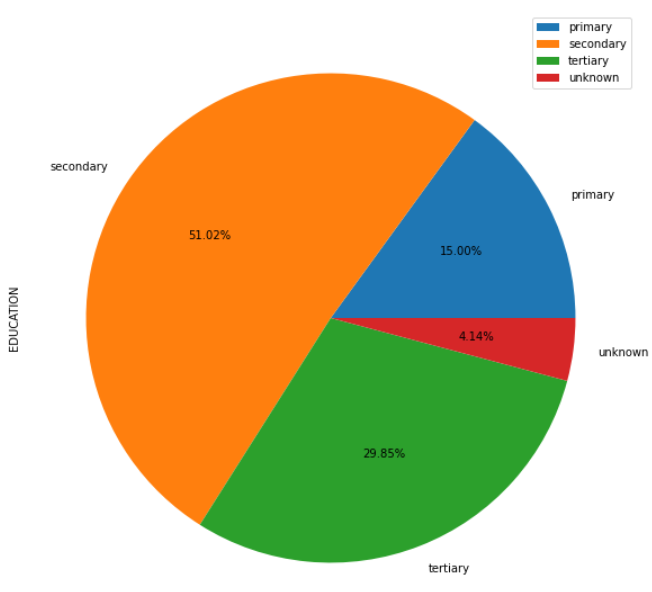 primary
secondary
tertiary
unknown
secondary
primary
51.02%
15.00%
EDUCATION
4.14%
unknown
29.85%
tertiary